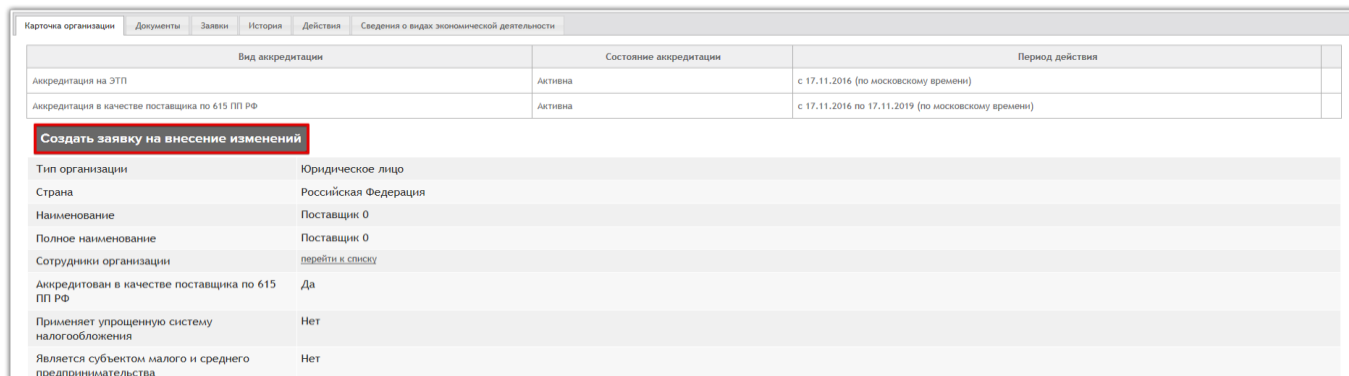 Карточка организации Документы Заявки История Действия Сведения о видах экономической деятельности
Вид аккредитации Состояние аккредитации Период действия
Аккредитация на ЭТП Активна с 17.11.2016 (по московскому времени)
Аккредитация в качестве поставщика по 615 ПП РФ Активна с 17.11.2016 по 17.11.2019 (по московскому времени)
Создать заявку на внесение изменений
Тип организации Юридическое лицо
Страна Российская Федерация
Наименование Поставщик 0
Полное наименование Поставщик 0
Сотрудники организации перейти к списку
Аккредитован в качестве поставщика по 615 Да
ПП РФ
Применяет упрощенную систему Нет
налогообложения
Является субъектом малого и среднего Нет
предпринимательства